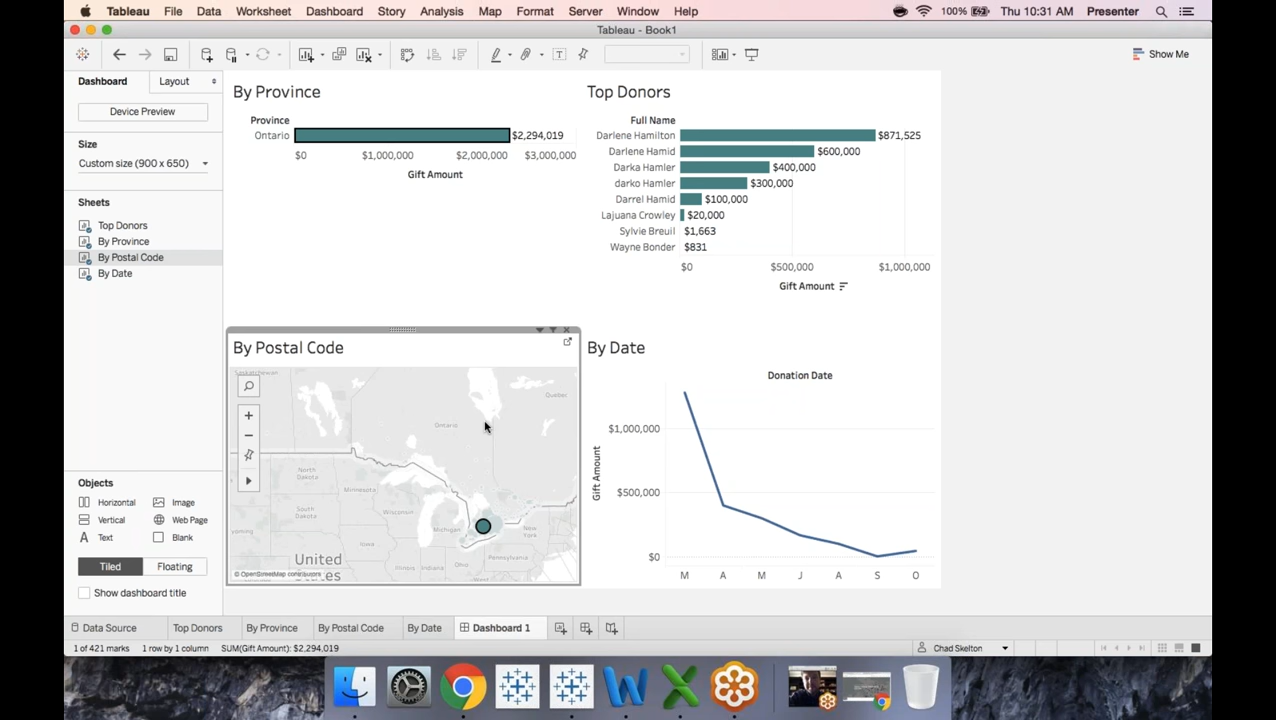 Tableau File Data Worksheet Dashboard Story Analysis Map Format Server Window Help 100% Thu 10:31 AM Presenter
Tableau - Book1
Show Me
Dashboard Layout
Device Preview
Size
Custom size (900 x 650)
Sheets
Top Donors
By Province
By Postal Code
By Date
Objects
Horizontal Image
Vertical Web Page
A Text Blank
Tiled Floating
Show dashboard title
By Province
Province
Ontario $2,294,019
$0 $1,000,000 $2,000,000 $3,000,000
Gift Amount
Top Donors
Full Name
Darlene Hamilton $871,525
Darlene Hamid $600,000
Darka Hamler $400,000
darko Hamler $300,000
Darrel Hamid $100,000
Lajuana Crowley $20,000
Sylvie Breuil $1,663
Wayne Bonder $831
$0 $500,000 $1,000,000
Gift Amount
By Postal Code
Saskatchewan
Quebec
Ontario
North
Dakota
Minnesota
South
Dakota
Wisconsin
Michigan
New
York
Iowa
Pennsylvania
Illinois Indiana Ohio
United
States
West
Virginia
© OpenStreetMap contributors
By Date
Donation Date
Gift Amount
$1,000,000
$500,000
$0
M A M J A S O
Data Source Top Donors By Province By Postal Code By Date Dashboard 1
1 of 421 marks 1 row by 1 column SUM(Gift Amount): $2,294,019 Chad Skelton